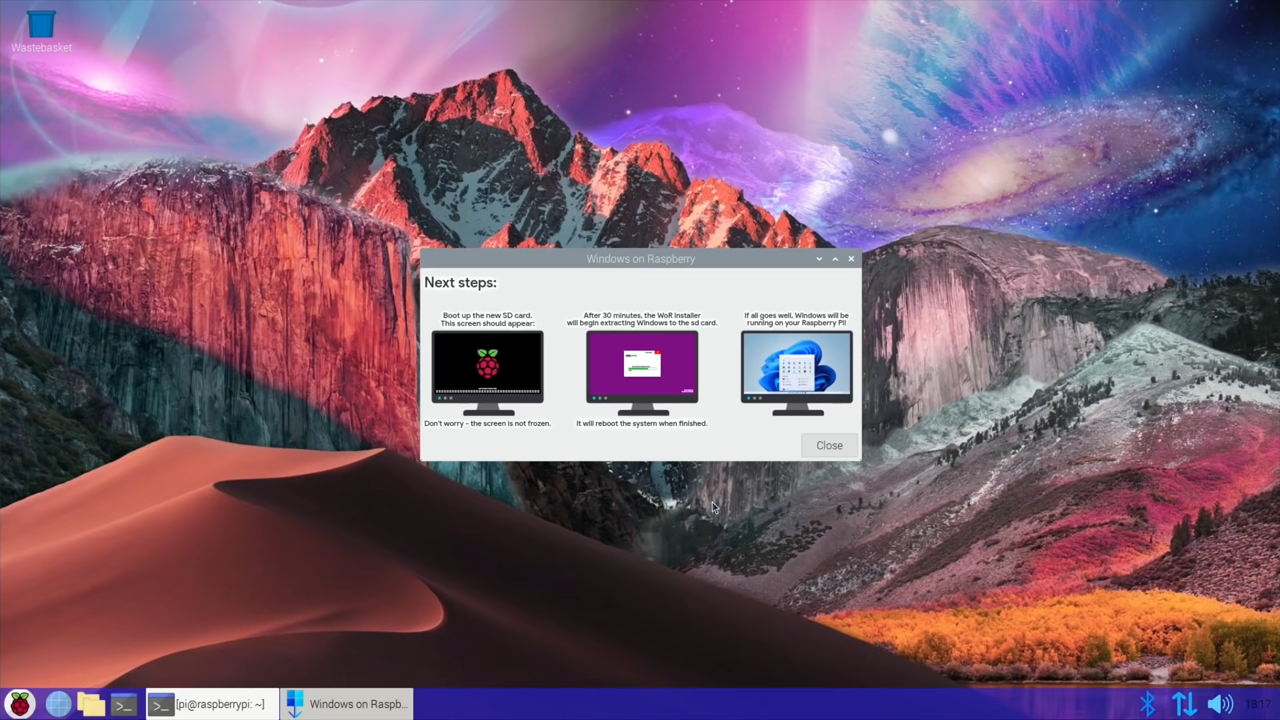 Wastebasket
Windows on Raspberry
Next steps:
Boot up the new SD card.
This screen should appear:
After 30 minutes, the WoR installer
will begin extracting Windows to the sd card.
If all goes well, Windows will be
running on your Raspberry Pi!
Don't worry - the screen is not frozen.
It will reboot the system when finished.
Close
[pi@raspberrypi: ~]
Windows on Raspb...
18:17